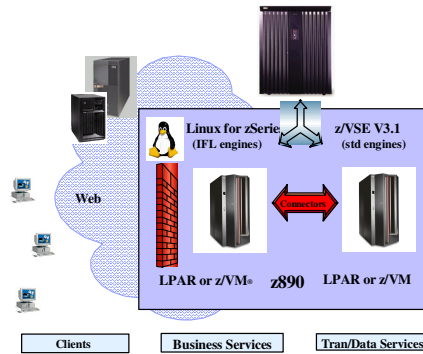 Linux for zSerie
(IFL engines)
z/VSE V3.1
(std engines)
Web
Connectors
LPAR or z/VM®
z890
LPAR or z/VM
Clients
Business Services
Tran/Data Services